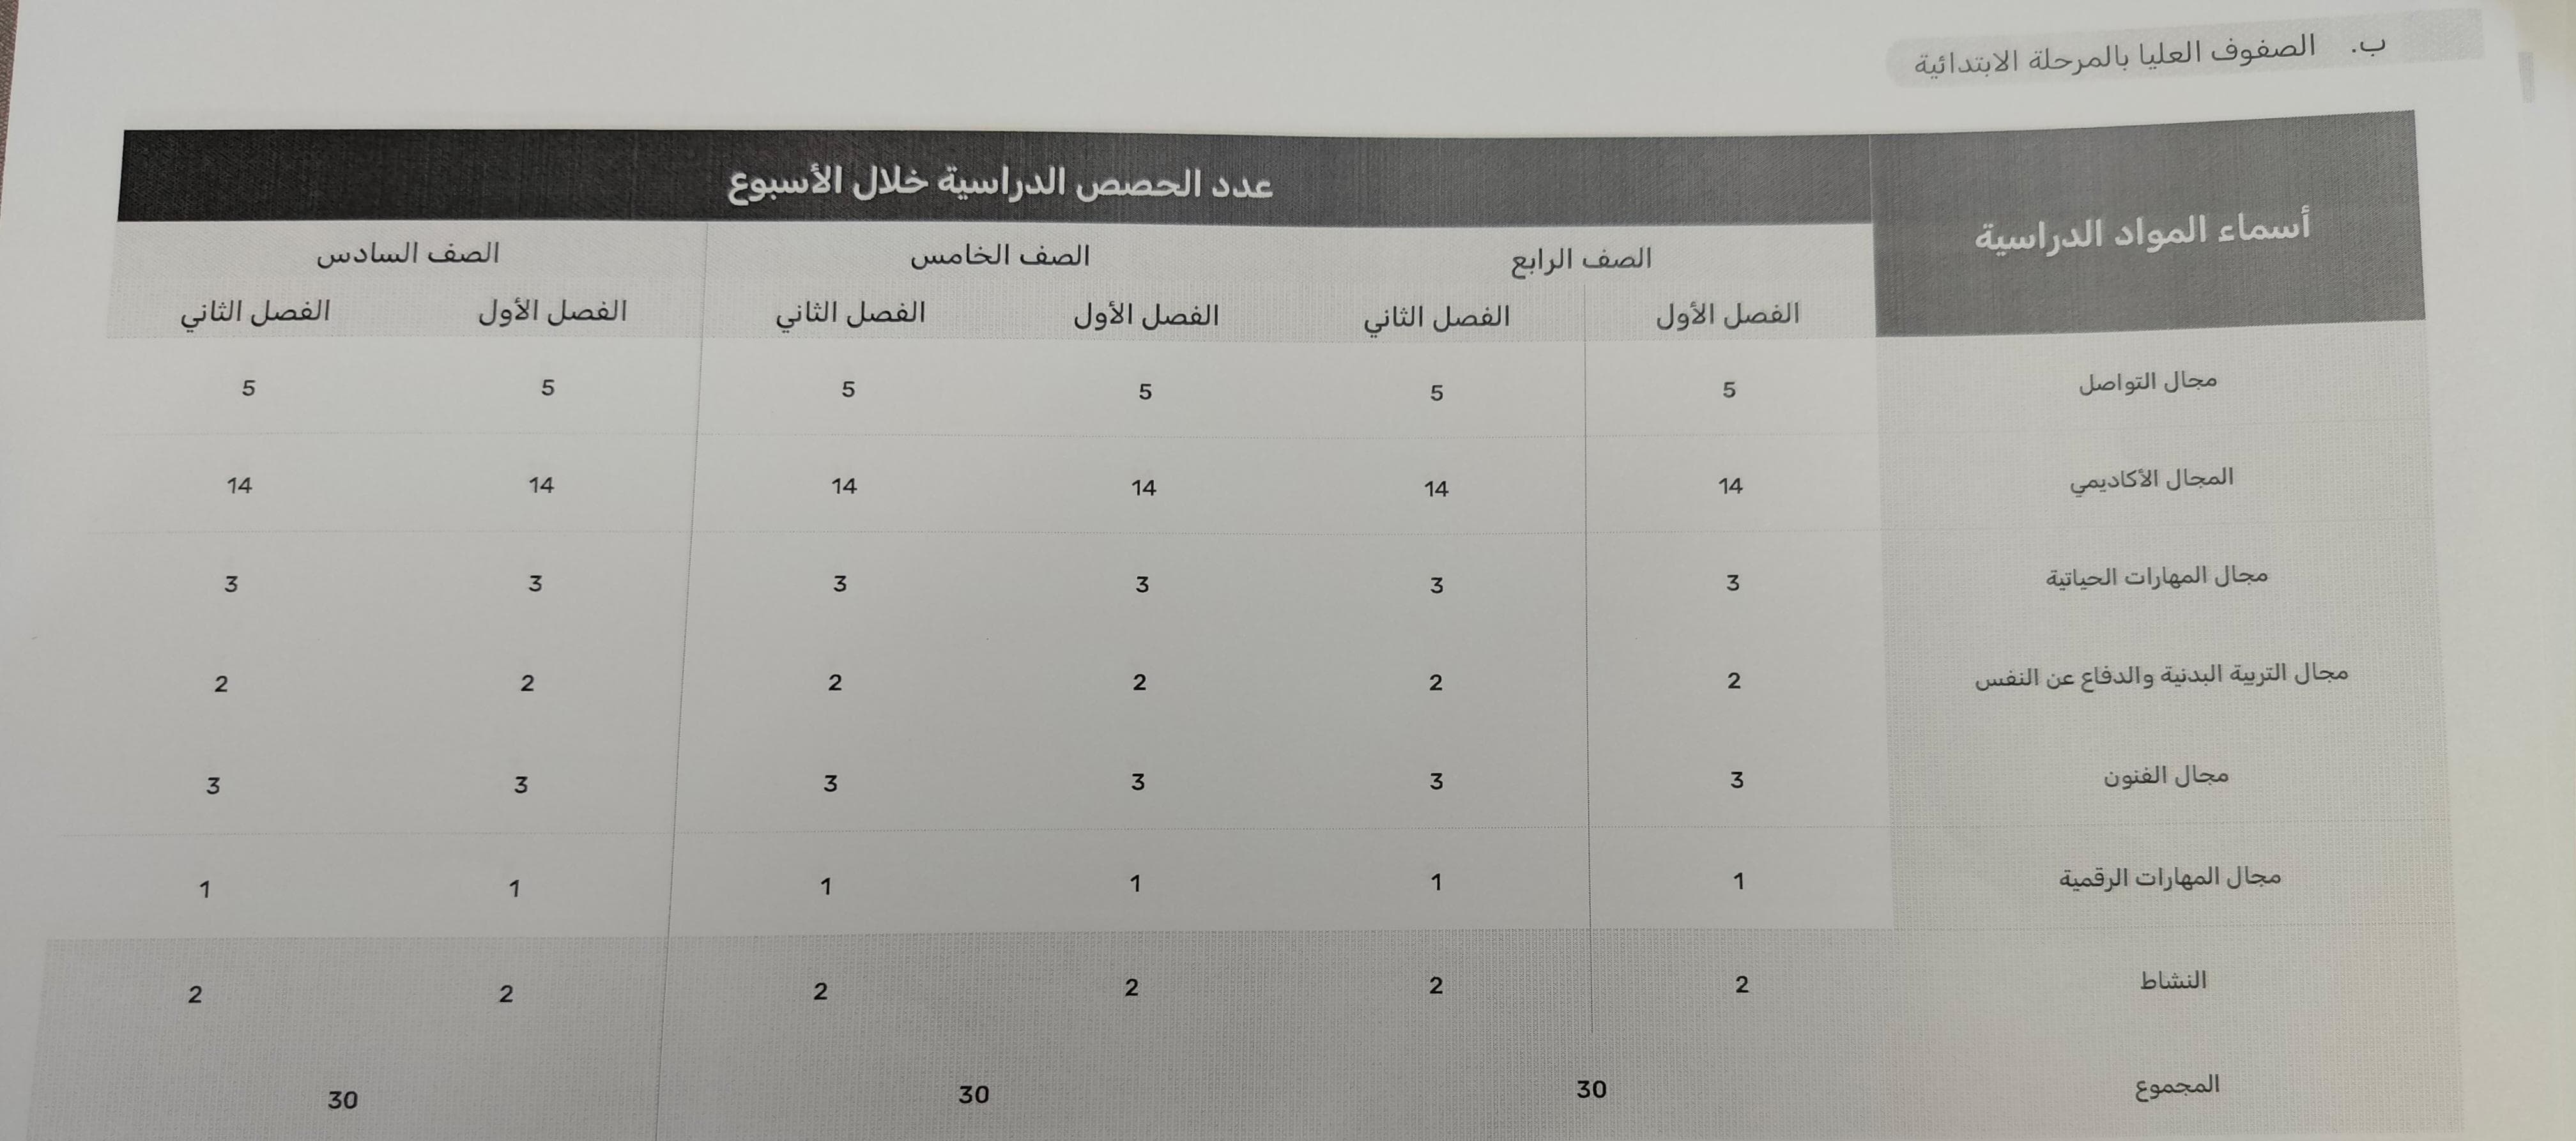 ب. الصفوف العليا بالمرحلة الابتدائية
أسماء المواد الدراسية عدد الحصص الدراسية خلال الأسبوع
الصف الرابع الصف الخامس الصف السادس
الفصل الأول الفصل الثاني الفصل الأول الفصل الثاني الفصل الأول الفصل الثاني
مجال التواصل 5 5 5 5 5 5
المجال الأكاديمي 14 14 14 14 14 14
مجال المهارات الحياتية 3 3 3 3 3 3
مجال التربية البدنية والدفاع عن النفس 2 2 2 2 2 2
مجال الفنون 3 3 3 3 3 3
مجال المهارات الرقمية 1 1 1 1 1 1
النشاط 2 2 2 2 2 2
المجموع 30 30 30